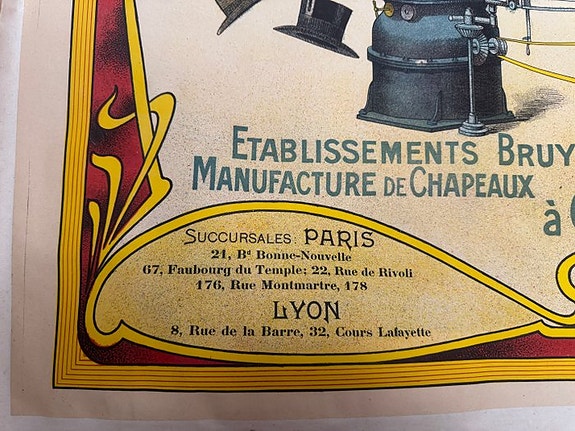 ETABLISSEMENTS
MANUFACTURE DE CHAPEAUX
à
SUCCURSALES: PARIS
21, Bd Bonne-Nouvelle
67, Faubourg du Temple; 22, Rue de Rivoli
176, Rue Montmartre, 178
LYON
8, Rue de la Barre, 32, Cours Lafayette